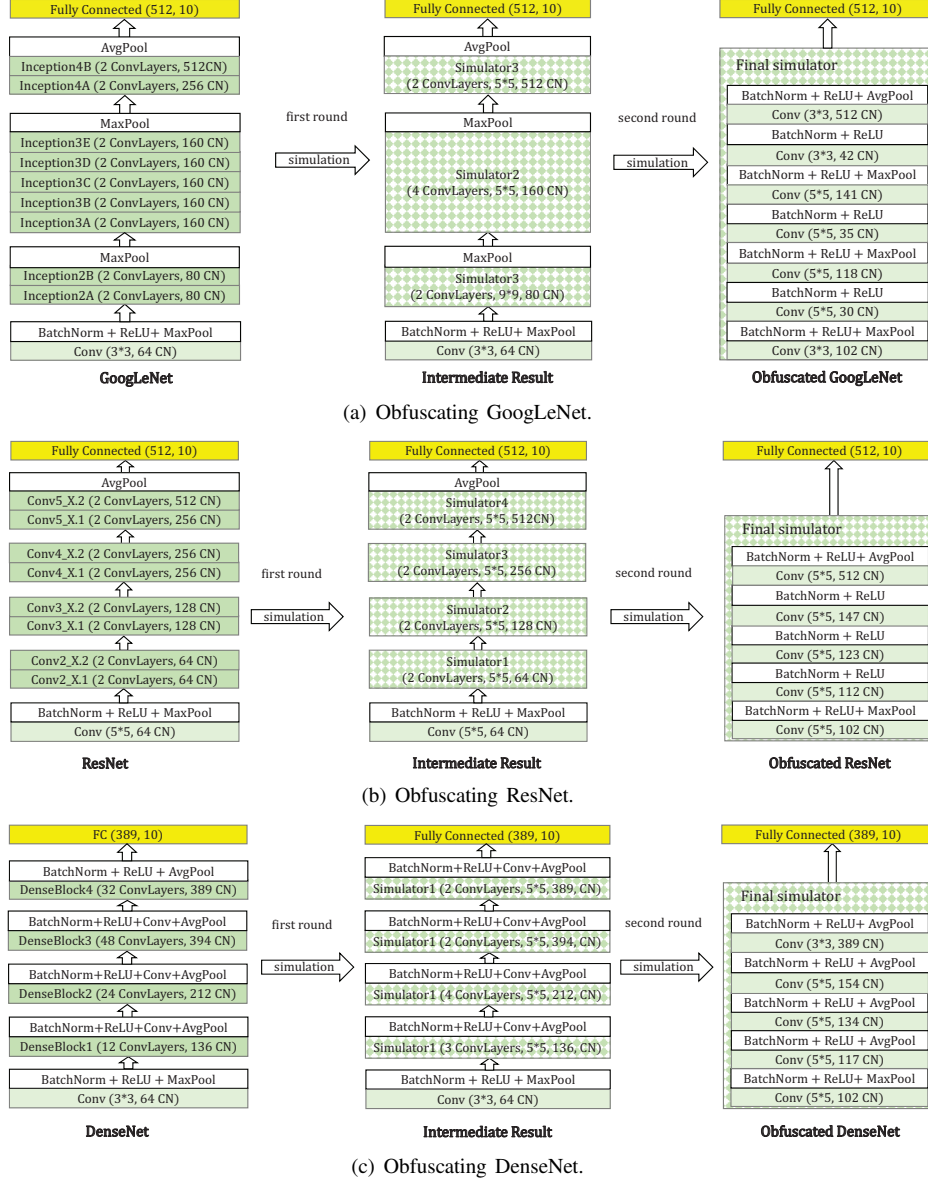 Fully Connected (512, 10)
AvgPool
Inception4B (2 ConvLayers, 512CN)
Inception4A (2 ConvLayers, 256 CN)
MaxPool
Inception3E (2 ConvLayers, 160 CN)
Inception3D (2 ConvLayers, 160 CN)
Inception3C (2 ConvLayers, 160 CN)
Inception3B (2 ConvLayers, 160 CN)
Inception3A (2 ConvLayers, 160 CN)
MaxPool
Inception2B (2 ConvLayers, 80 CN)
Inception2A (2 ConvLayers, 80 CN)
BatchNorm + ReLU+ MaxPool
Conv (3*3, 64 CN)
GoogLeNet
first round
simulation
Fully Connected (512, 10)
AvgPool
Simulator3
(2 ConvLayers, 5*5, 512 CN)
MaxPool
Simulator2
(4 ConvLayers, 5*5, 160 CN)
MaxPool
Simulator3
(2 ConvLayers, 9*9, 80 CN)
BatchNorm + ReLU+ MaxPool
Conv (3*3, 64 CN)
Intermediate Result
second round
simulation
Fully Connected (512, 10)
Final simulator
BatchNorm + ReLU+ AvgPool
Conv (3*3, 512 CN)
BatchNorm + ReLU
Conv (3*3, 42 CN)
BatchNorm + ReLU + MaxPool
Conv (5*5, 141 CN)
BatchNorm + ReLU
Conv (5*5, 35 CN)
BatchNorm + ReLU + MaxPool
Conv (5*5, 118 CN)
BatchNorm + ReLU
Conv (5*5, 30 CN)
BatchNorm + ReLU+ MaxPool
Conv (3*3, 102 CN)
Obfuscated GoogLeNet
(a) Obfuscating GoogLeNet.
Fully Connected (512, 10)
AvgPool
Conv5_X.2 (2 ConvLayers, 512 CN)
Conv5_X.1 (2 ConvLayers, 256 CN)
Conv4_X.2 (2 ConvLayers, 256 CN)
Conv4_X.1 (2 ConvLayers, 256 CN)
Conv3_X.2 (2 ConvLayers, 128 CN)
Conv3_X.1 (2 ConvLayers, 128 CN)
Conv2_X.2 (2 ConvLayers, 64 CN)
Conv2_X.1 (2 ConvLayers, 64 CN)
BatchNorm + ReLU + MaxPool
Conv (5*5, 64 CN)
ResNet
first round
simulation
Fully Connected (512, 10)
AvgPool
Simulator4
(2 ConvLayers, 5*5, 512CN)
Simulator3
(2 ConvLayers, 5*5, 256 CN)
Simulator2
(2 ConvLayers, 5*5, 128 CN)
Simulator1
(2 ConvLayers, 5*5, 64 CN)
BatchNorm + ReLU + MaxPool
Conv (5*5, 64 CN)
Intermediate Result
second round
simulation
Fully Connected (512, 10)
Final simulator
BatchNorm + ReLU+ AvgPool
Conv (5*5, 512 CN)
BatchNorm + ReLU
Conv (5*5, 147 CN)
BatchNorm + ReLU
Conv (5*5, 123 CN)
BatchNorm + ReLU
Conv (5*5, 112 CN)
BatchNorm + ReLU+MaxPool
Conv (5*5, 102 CN)
Obfuscated ResNet
(b) Obfuscating ResNet.
FC (389, 10)
BatchNorm + ReLU + AvgPool
DenseBlock4 (32 ConvLayers, 389 CN)
BatchNorm+ReLU+Conv+AvgPool
DenseBlock3 (48 ConvLayers, 394 CN)
BatchNorm+ReLU+Conv+AvgPool
DenseBlock2 (24 ConvLayers, 212 CN)
BatchNorm+ReLU+Conv+AvgPool
DenseBlock1 (12 ConvLayers, 136 CN)
BatchNorm + ReLU + MaxPool
Conv (3*3, 64 CN)
DenseNet
first round
simulation
Fully Connected (389, 10)
BatchNorm+ReLU+Conv+AvgPool
Simulator1 (2 ConvLayers, 5*5, 389, CN)
BatchNorm+ReLU+Conv+AvgPool
Simulator1 (2 ConvLayers, 5*5, 394, CN)
BatchNorm+ReLU+Conv+AvgPool
Simulator1 (4 ConvLayers, 5*5, 212, CN)
BatchNorm+ReLU+Conv+AvgPool
Simulator1 (3 ConvLayers, 5*5, 136, CN)
BatchNorm + ReLU + MaxPool
Conv (3*3, 64 CN)
Intermediate Result
second round
simulation
Fully Connected (389, 10)
Final simulator
BatchNorm + ReLU+ AvgPool
Conv (3*3, 389 CN)
BatchNorm + ReLU + AvgPool
Conv (5*5, 154 CN)
BatchNorm + ReLU + AvgPool
Conv (5*5, 134 CN)
BatchNorm + ReLU + AvgPool
Conv (5*5, 117 CN)
BatchNorm + ReLU+ MaxPool
Conv (5*5, 102 CN)
Obfuscated DenseNet
(c) Obfuscating DenseNet.